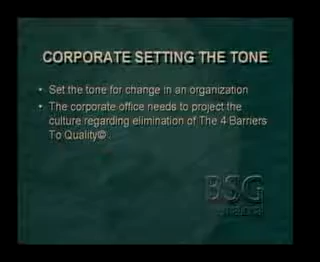 CORPORATE SETTING THE TONE
• Set the tone for change in an organization
• The corporate office needs to project the
culture regarding elimination of The 4 Barriers
To Quality©.
BSG